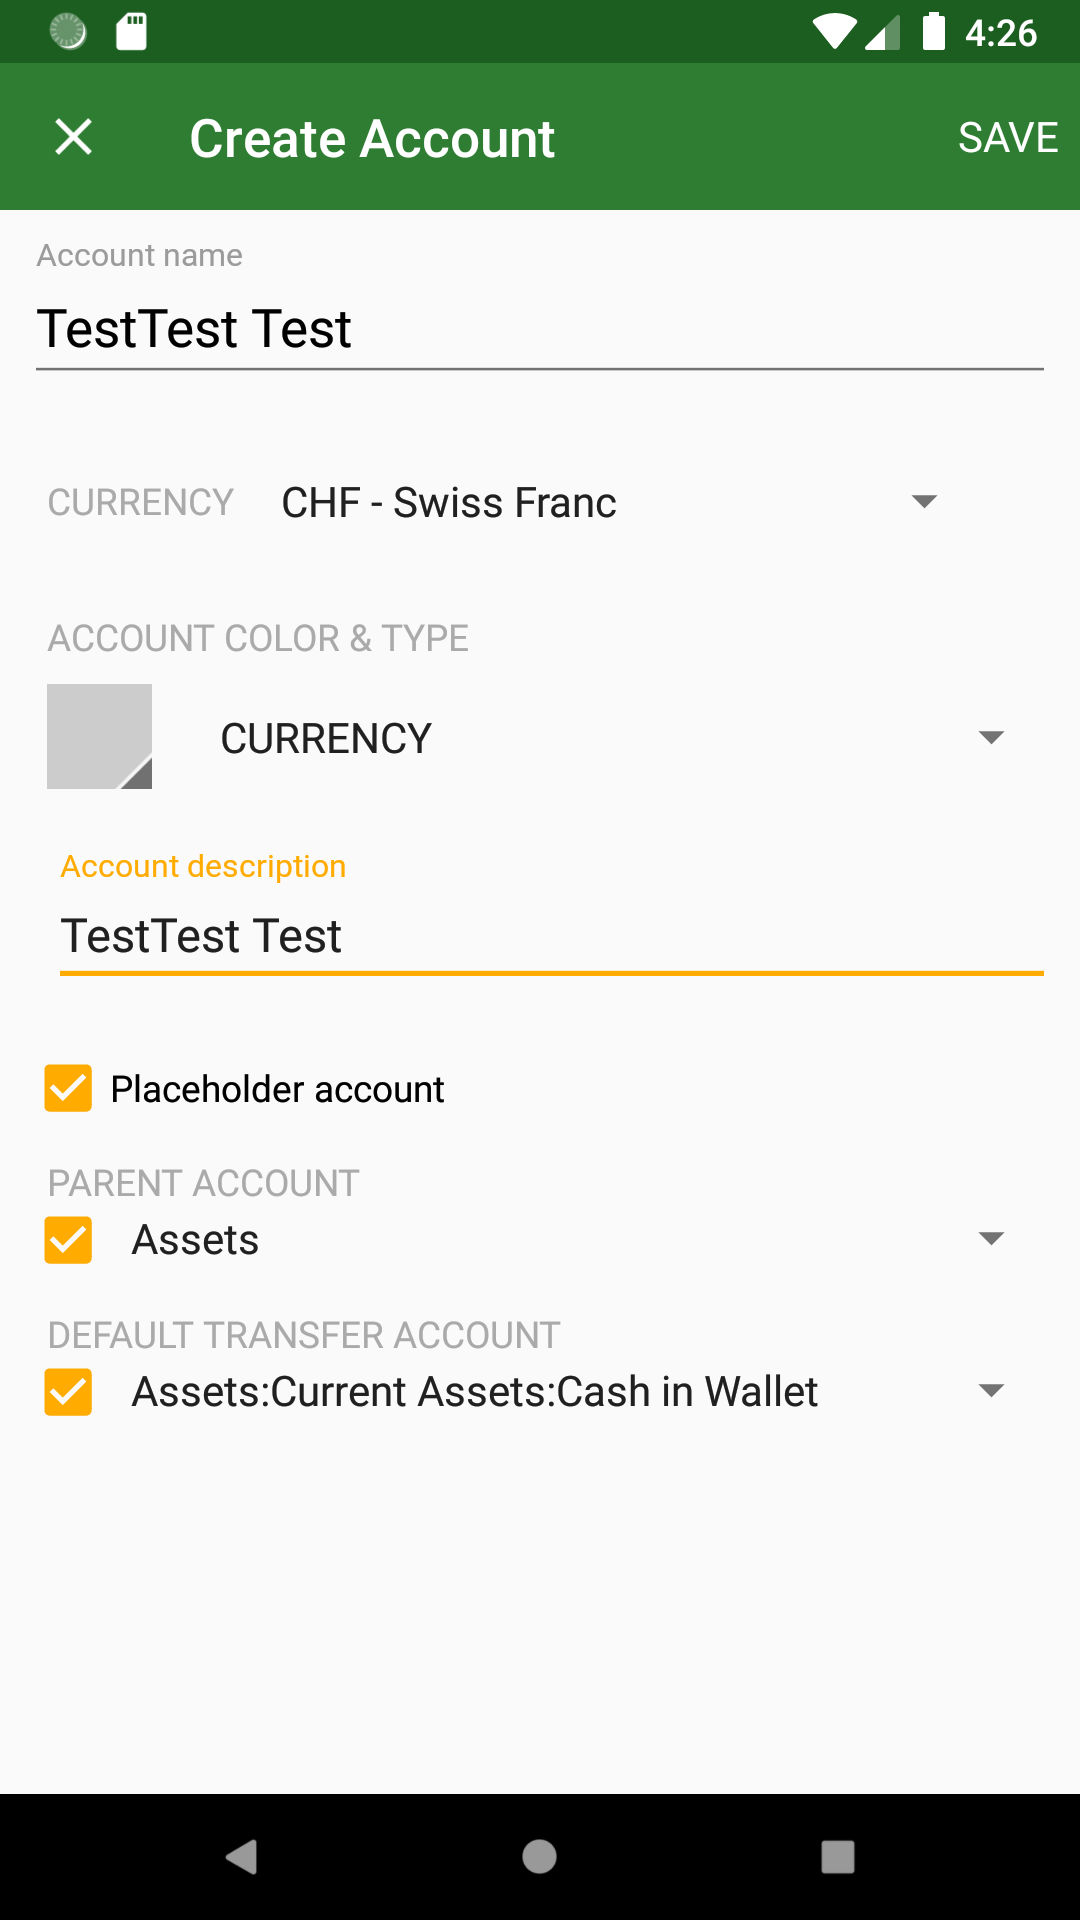 4:26
Create Account
SAVE
Account name
TestTest Test
CURRENCY CHF - Swiss Franc
ACCOUNT COLOR & TYPE
CURRENCY
Account description
TestTest Test
Placeholder account
PARENT ACCOUNT
Assets
DEFAULT TRANSFER ACCOUNT
Assets:Current Assets:Cash in Wallet